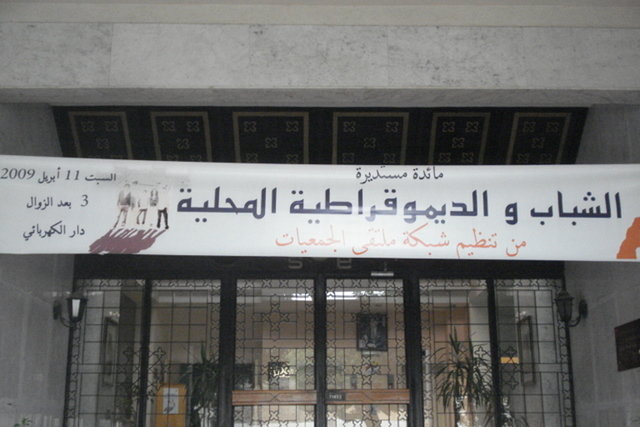 مائدة مستديرة
الشباب و الديموقراطية المحلية
من تنظيم شبكة ملتقى الجمعيات
السبت 11 أبريل 2009
3 بعد الزوال
دار الكهربائي